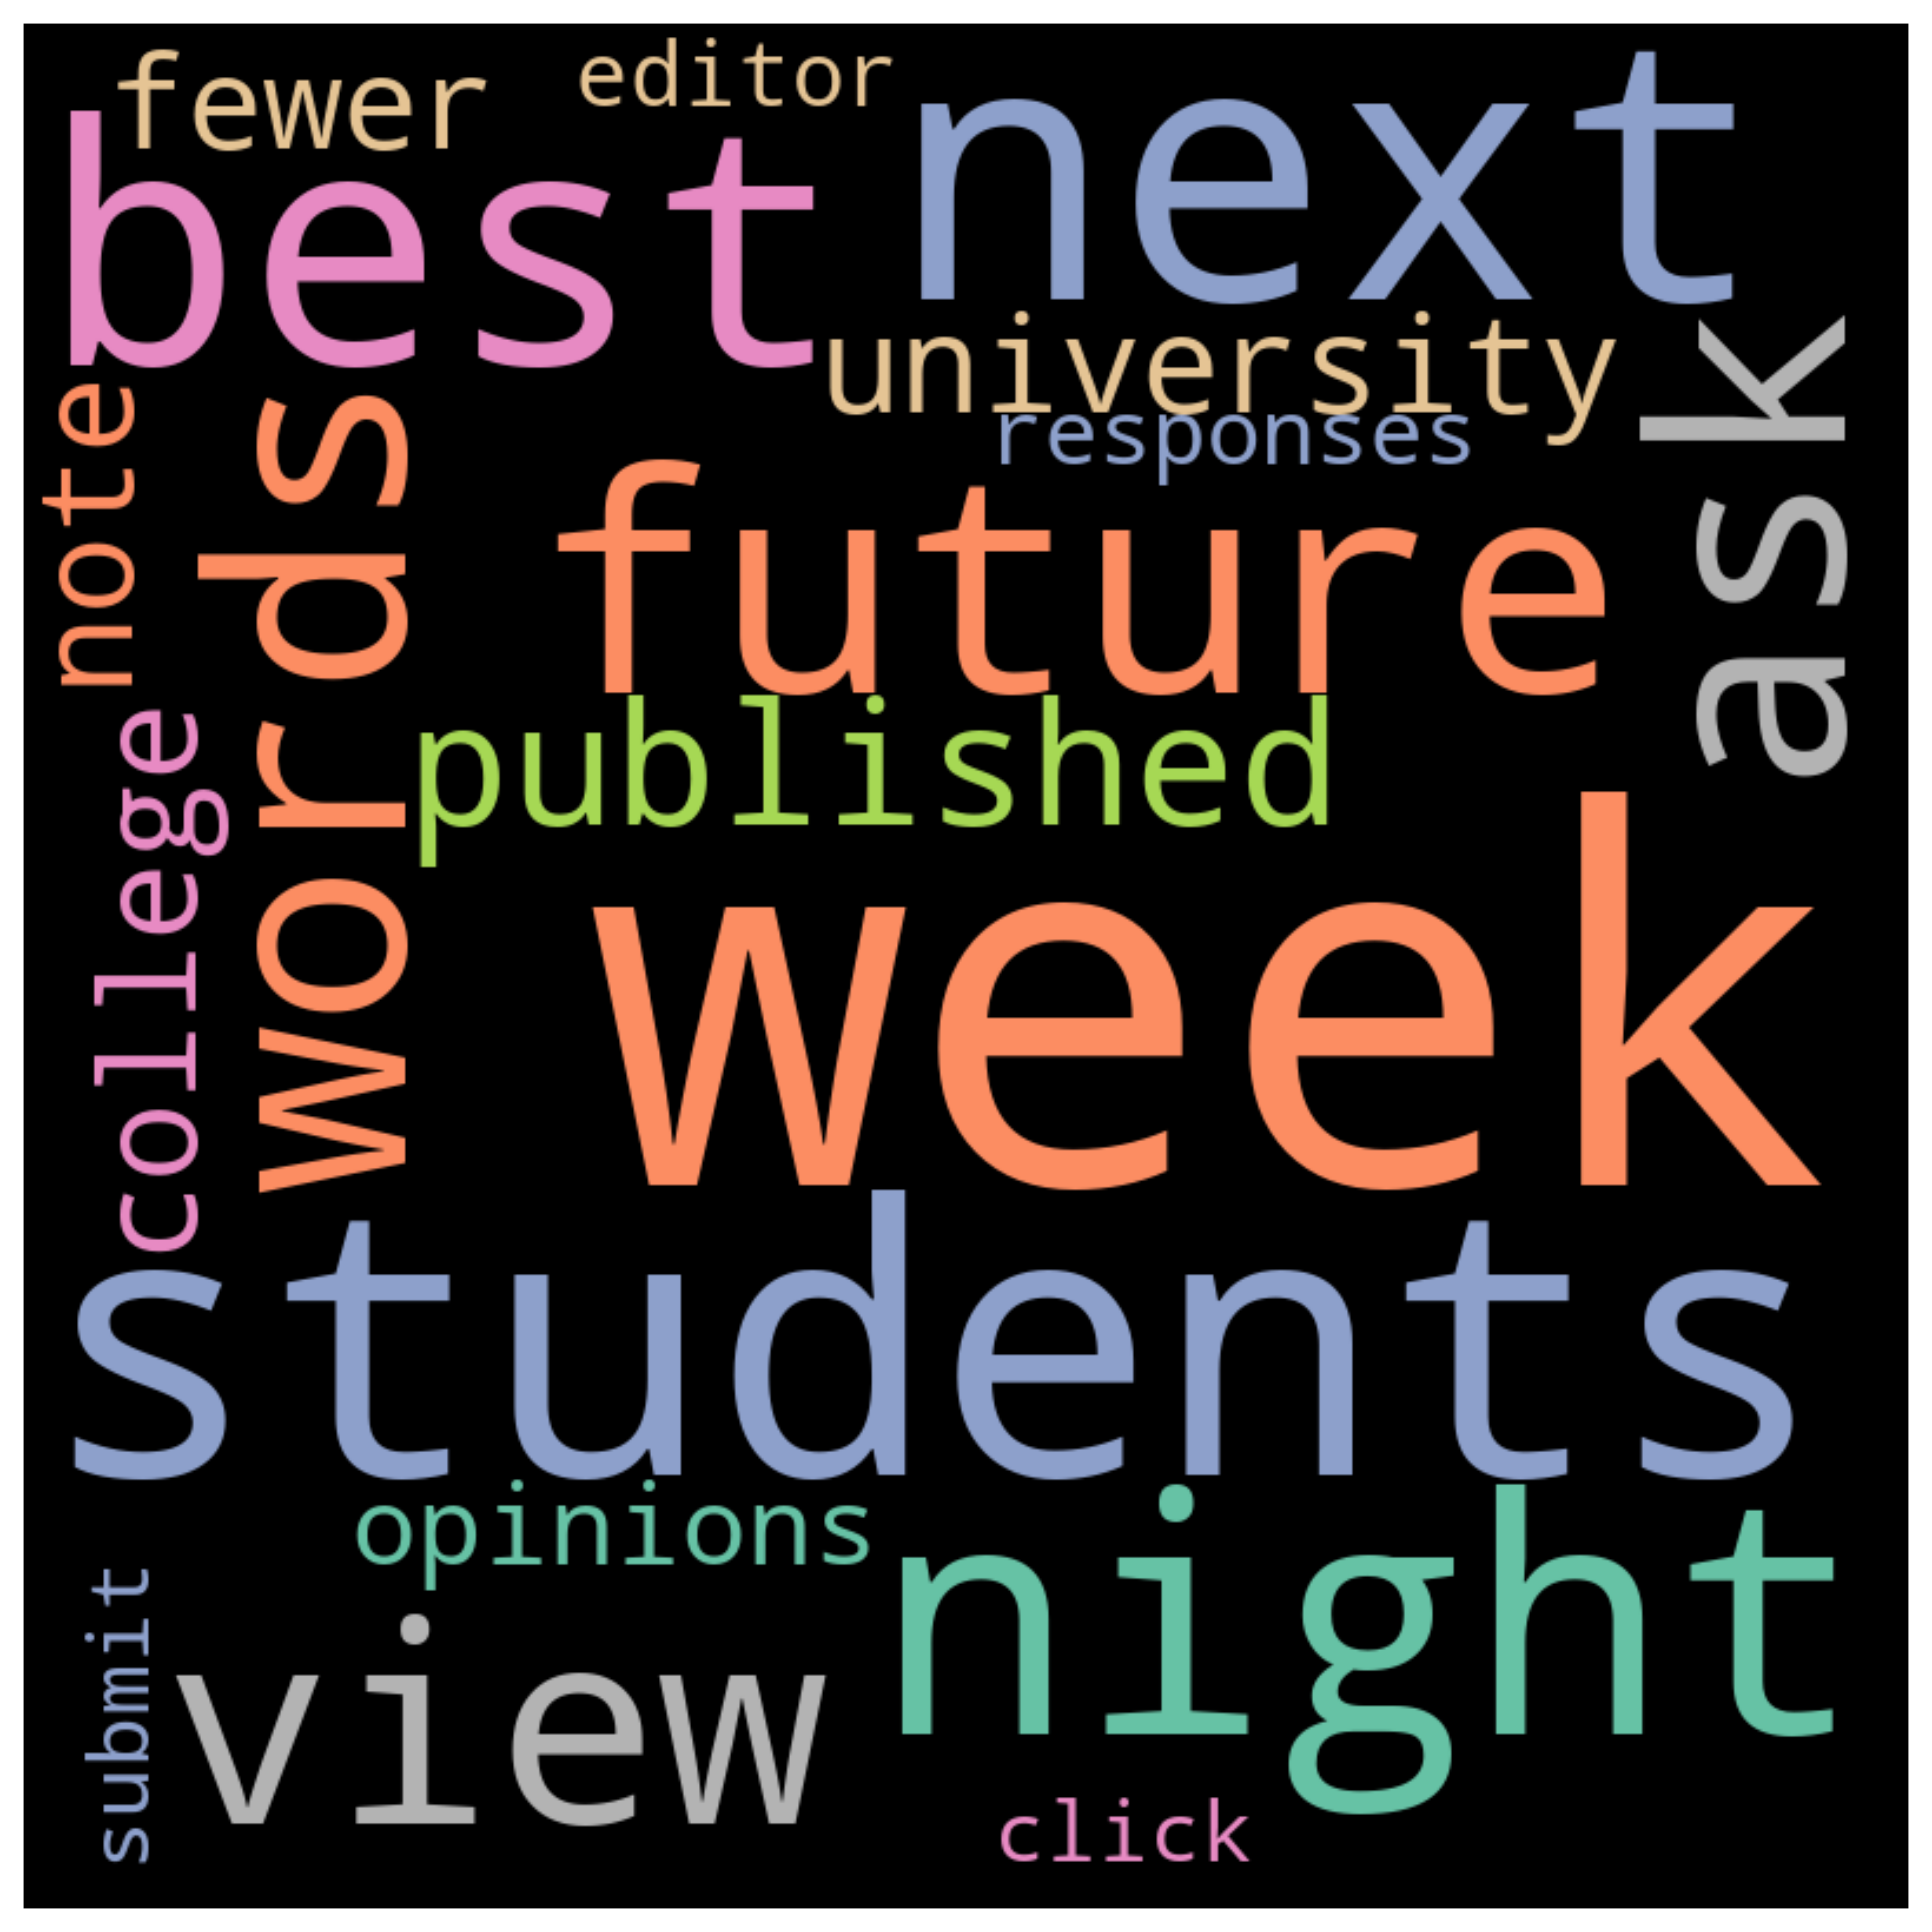 fewer
editor
best
next
university
responses
ask
note
words
future
published
college
week
students
opinions
night
submit
view
click